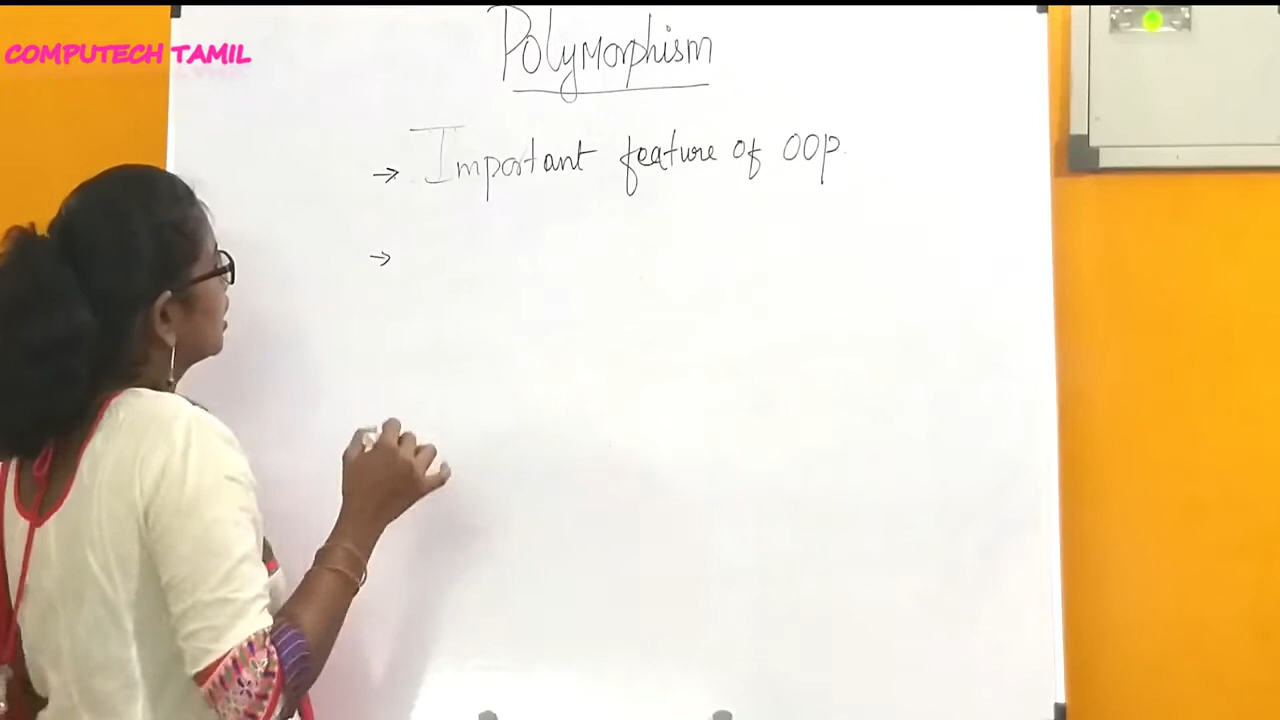 COMPUTECH TAMIL
Polymorphism
→ Important feature of OOP.
→